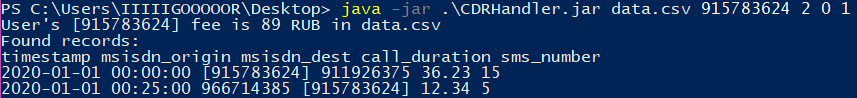 PS C:\Users\IIIIIGOOOOOR\Desktop> java -jar .\CDRHandler.jar data.csv 915783624 2 0 1
User's [915783624] fee is 89 RUB in data.csv
Found records:
timestamp msisdn_origin msisdn_dest call_duration sms_number
2020-01-01 00:00:00 [915783624] 911926375 36.23 15
2020-01-01 00:25:00 966714385 [915783624] 12.34 5